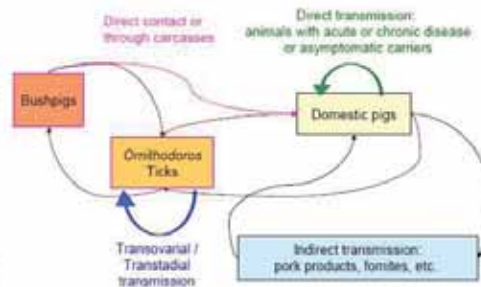 Direct contact or
through carcasses
Direct transmission:
animals with acute or chronic disease
or asymptomatic carriers
Bushpigs
Domestic pigs
Ornithodoros
Ticks
Transovarial /
Transtadial
transmission
Indirect transmission:
pork products, fomites, etc.